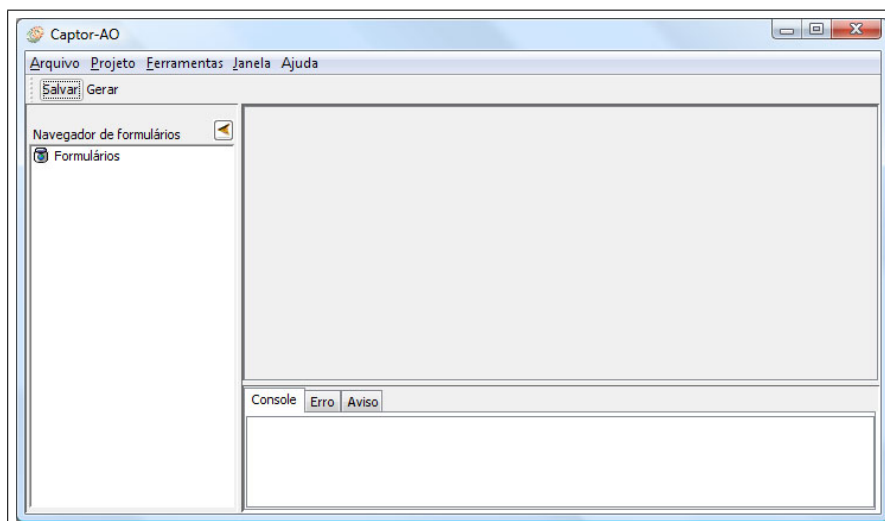 Captor-AO
Arquivo Projeto Ferramentas Janela Ajuda
Salvar Gerar
Navegador de formulários
Formulários
Console Erro Aviso